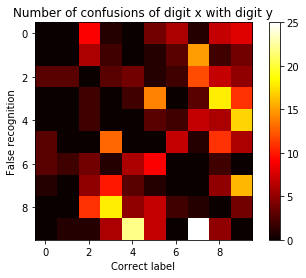 Number of confusions of digit x with digit y
25
0
20
2
15
4
10
6
5
8
0
0 2 4 6 8
False recognition
Correct label